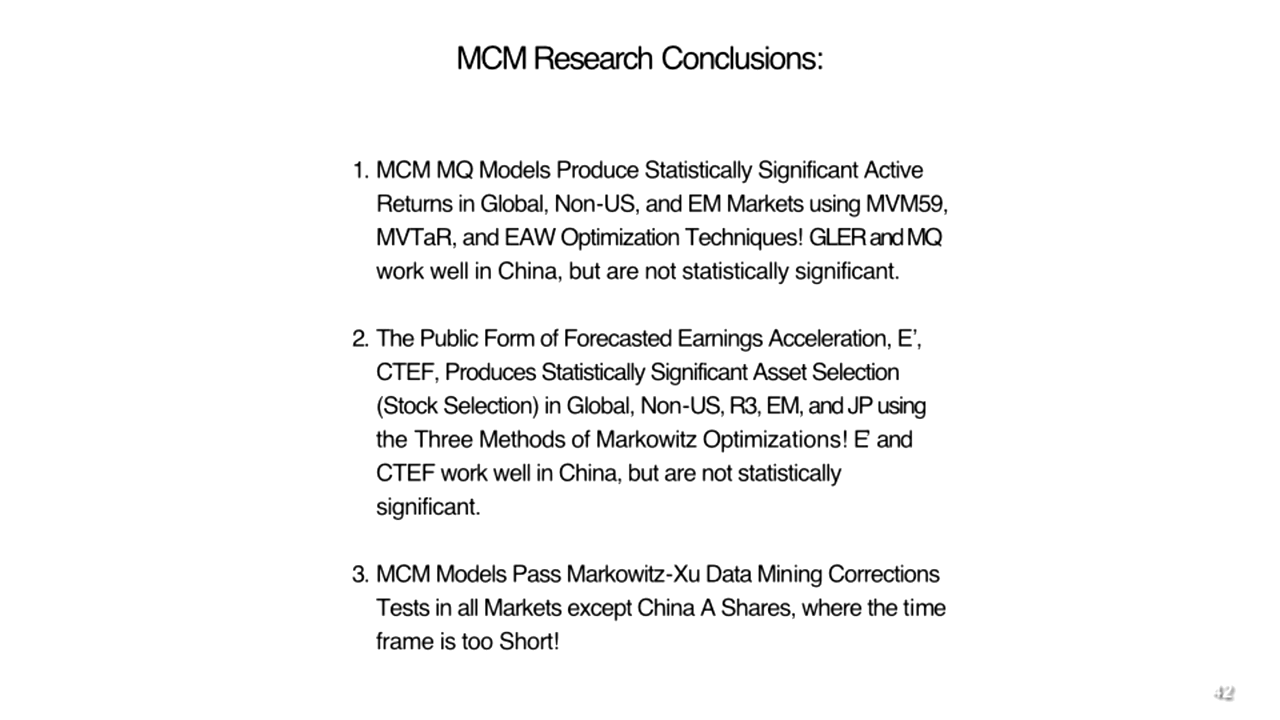 MCM Research Conclusions:
1. MCM MQ Models Produce Statistically Significant Active
Returns in Global, Non-US, and EM Markets using MVM59,
MVTaR, and EAW Optimization Techniques! GLER and MQ
work well in China, but are not statistically significant.
2. The Public Form of Forecasted Earnings Acceleration, E’,
CTEF, Produces Statistically Significant Asset Selection
(Stock Selection) in Global, Non-US, R3, EM, and JP using
the Three Methods of Markowitz Optimizations! E’ and
CTEF work well in China, but are not statistically
significant.
3. MCM Models Pass Markowitz-Xu Data Mining Corrections
Tests in all Markets except China A Shares, where the time
frame is too Short!
42